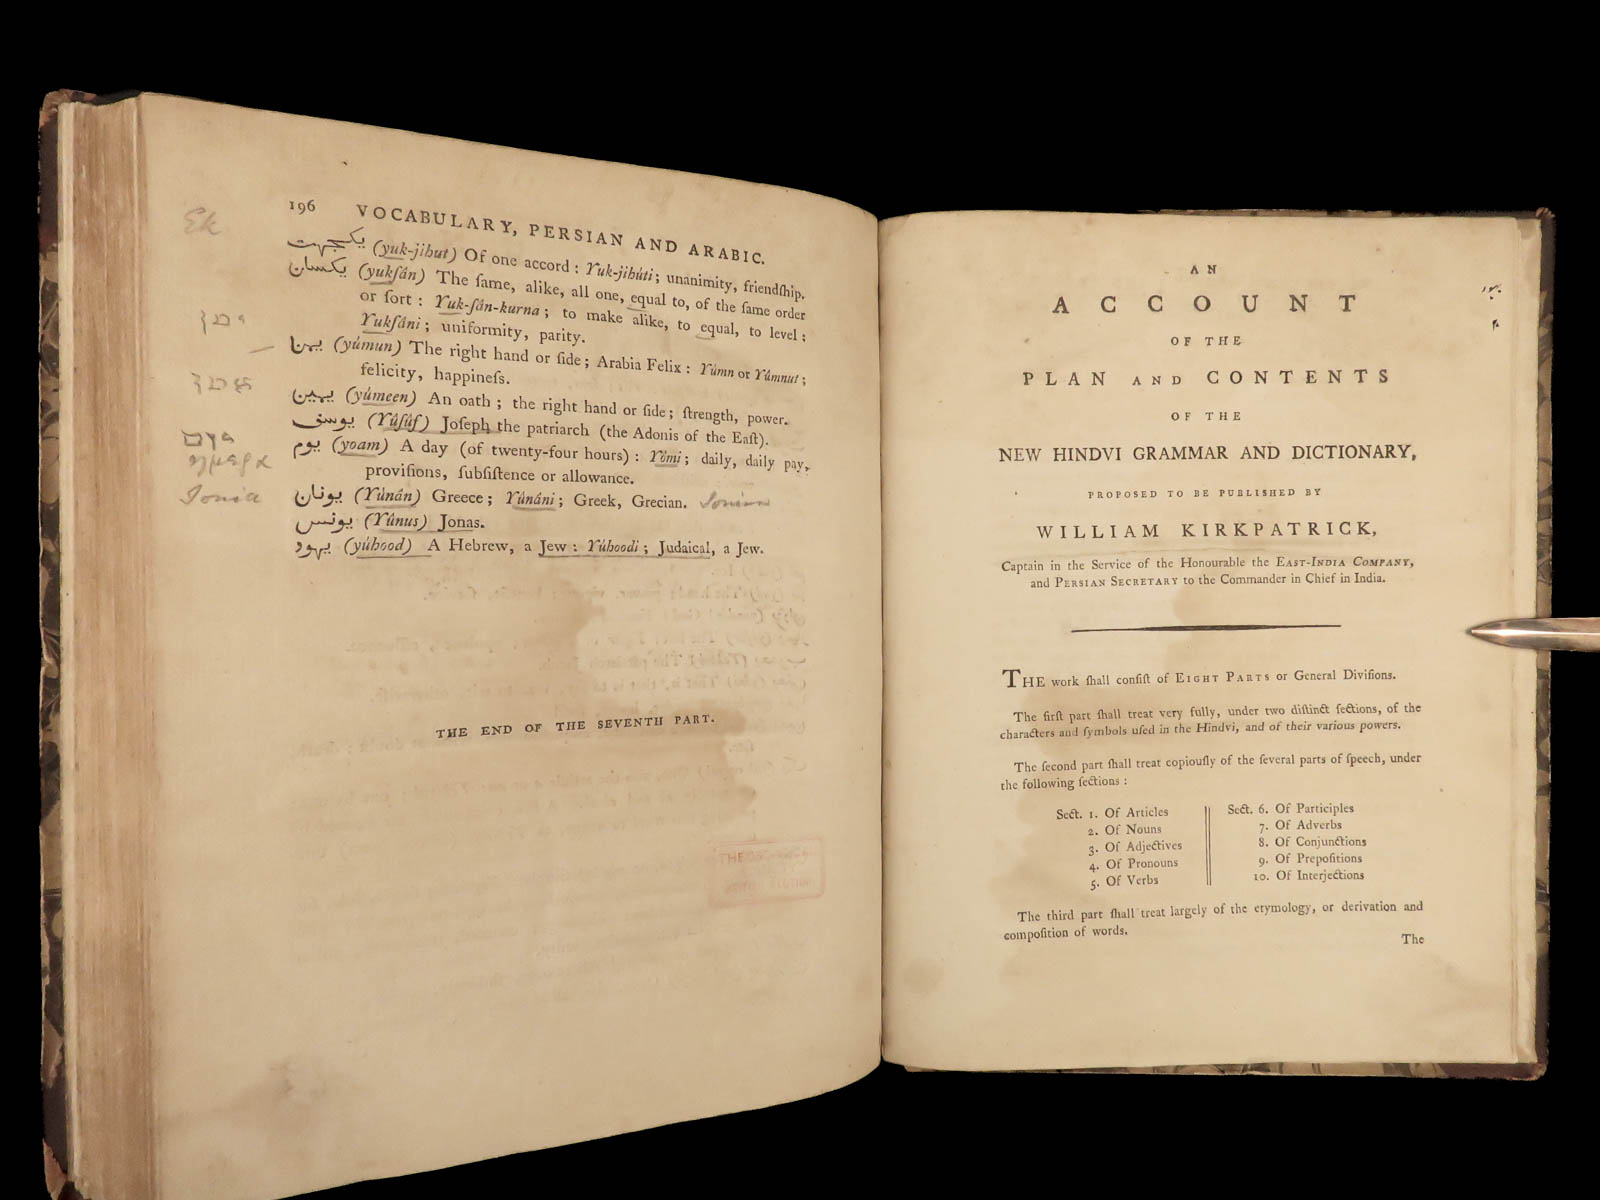 196 VOCABULARY, PERSIAN AND ARABIC.
Ek
یکجهت (yuk-jihut) Of one accord : Yuk-jihúti ; unanimity, friendſhip.
یکسان (yukſân) The ſame, alike, all one, equal to, of the ſame order
or ſort : Yuk-ſân-kurna ; to make alike, to equal, to level ;
Yukſâni ; uniformity, parity.
یمن (yúmun) The right hand or ſide ; Arabia Felix : Yúmn or Yúmnut ;
felicity, happineſs.
یمین (yúmeen) An oath ; the right hand or ſide ; ſtrength, power.
یوسف (Yûſúf) Joſeph the patriarch (the Adonis of the Eaſt).
یوم (yoam) A day (of twenty-four hours) : Yömi ; daily, daily pay,
proviſions, ſubſiſtence or allowance.
ημερα
Ionia
یونان (Yúnân) Greece ; Yúnâni ; Greek, Grecian. Ionian
یونس (Yûnus) Jonas.
یهود (yúhood) A Hebrew, a Jew : Yúhoodi ; Judaical, a Jew.
THE END OF THE SEVENTH PART.
AN
ACCOUNT
OF THE
PLAN AND CONTENTS
OF THE
NEW HINDVI GRAMMAR AND DICTIONARY,
PROPOSED TO BE PUBLISHED BY
WILLIAM KIRKPATRICK,
Captain in the Service of the Honourable the EAST-INDIA COMPANY,
and PERSIAN SECRETARY to the Commander in Chief in India.
THE work ſhall conſiſt of EIGHT PARTS or General Diviſions.
The firſt part ſhall treat very fully, under two diſtinct ſections, of the
characters and ſymbols uſed in the Hindvi, and of their various powers.
The ſecond part ſhall treat copiouſly of the ſeveral parts of ſpeech, under
the following ſections :
Sect. 1. Of Articles
2. Of Nouns
3. Of Adjectives
4. Of Pronouns
5. Of Verbs
Sect. 6. Of Participles
7. Of Adverbs
8. Of Conjunctions
9. Of Prepoſitions
10. Of Interjections
The third part ſhall treat largely of the etymology, or derivation and
compoſition of words.
The